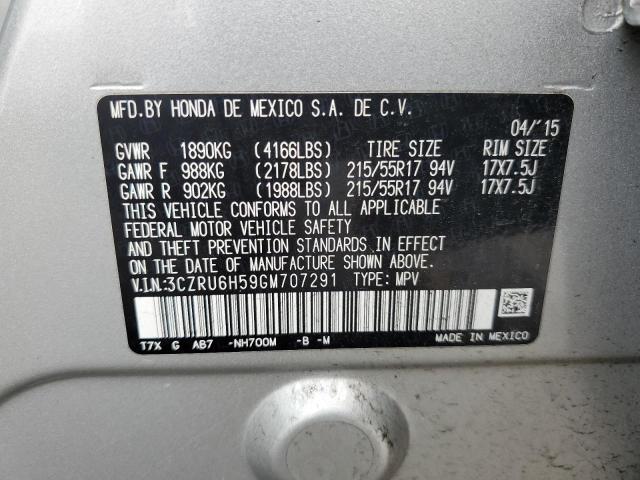 MFD.BY HONDA DE MEXICO S.A. DE C.V.
04/'15
GVWR 1890KG (4166LBS) TIRE SIZE RIM SIZE
GAWR F 988KG (2178LBS) 215/55R17 94V 17X7.5J
GAWR R 902KG (1988LBS) 215/55R17 94V 17X7.5J
THIS VEHICLE CONFORMS TO ALL APPLICABLE
FEDERAL MOTOR VEHICLE SAFETY
AND THEFT PREVENTION STANDARDS IN EFFECT
ON THE DATE OF MANUFACTURE SHOWN ABOVE.
V.I.N.:3CZRU6H59GM707291 TYPE: MPV
T7X G AB7 -NH700M -B -M MADE IN MEXICO